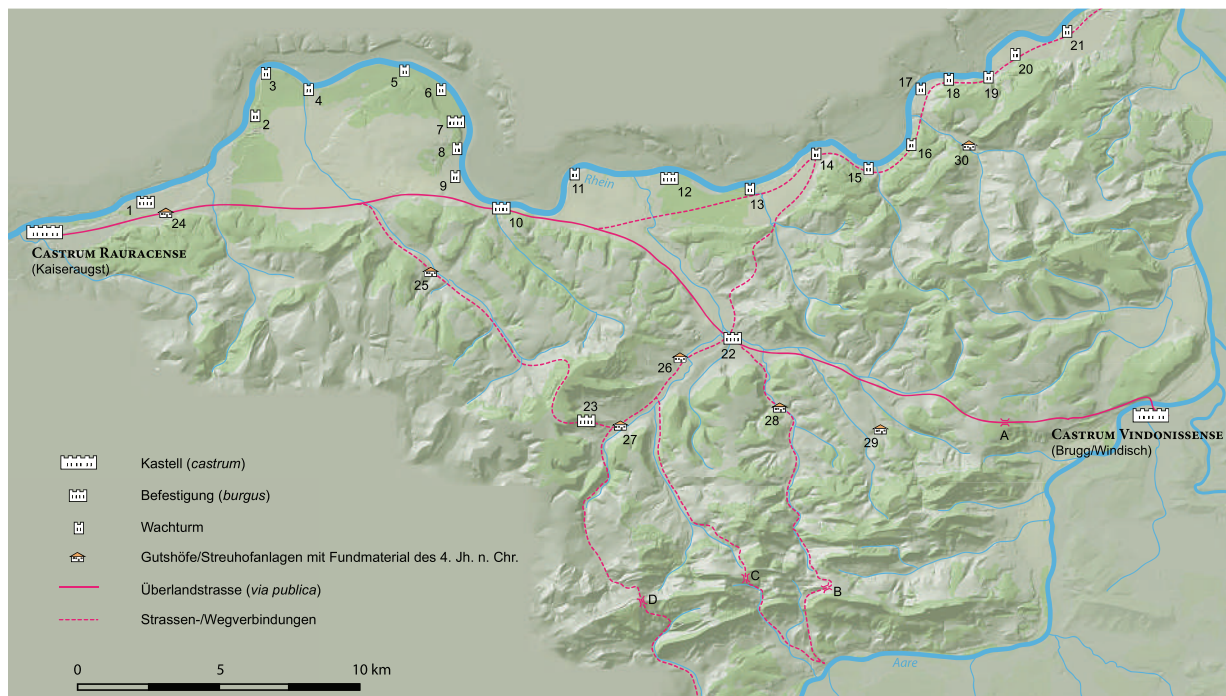 21
20
3
5
17
18
19
4
6
2
7
16
8
14
30
15
9
11
Rhein
12
13
1
24
10
CASTRUM RAURACENSE
(Kaiseraugst)
25
22
26
23
27
28
29
A
CASTRUM VINDONISSENSE
(Brugg/Windisch)
Kastell (castrum)
Befestigung (burgus)
Wachturm
Gutshöfe/Streuhofanlagen mit Fundmaterial des 4. Jh. n. Chr.
Überlandstrasse (via publica)
Strassen-/Wegverbindungen
C
B
D
Aare
0 5 10 km